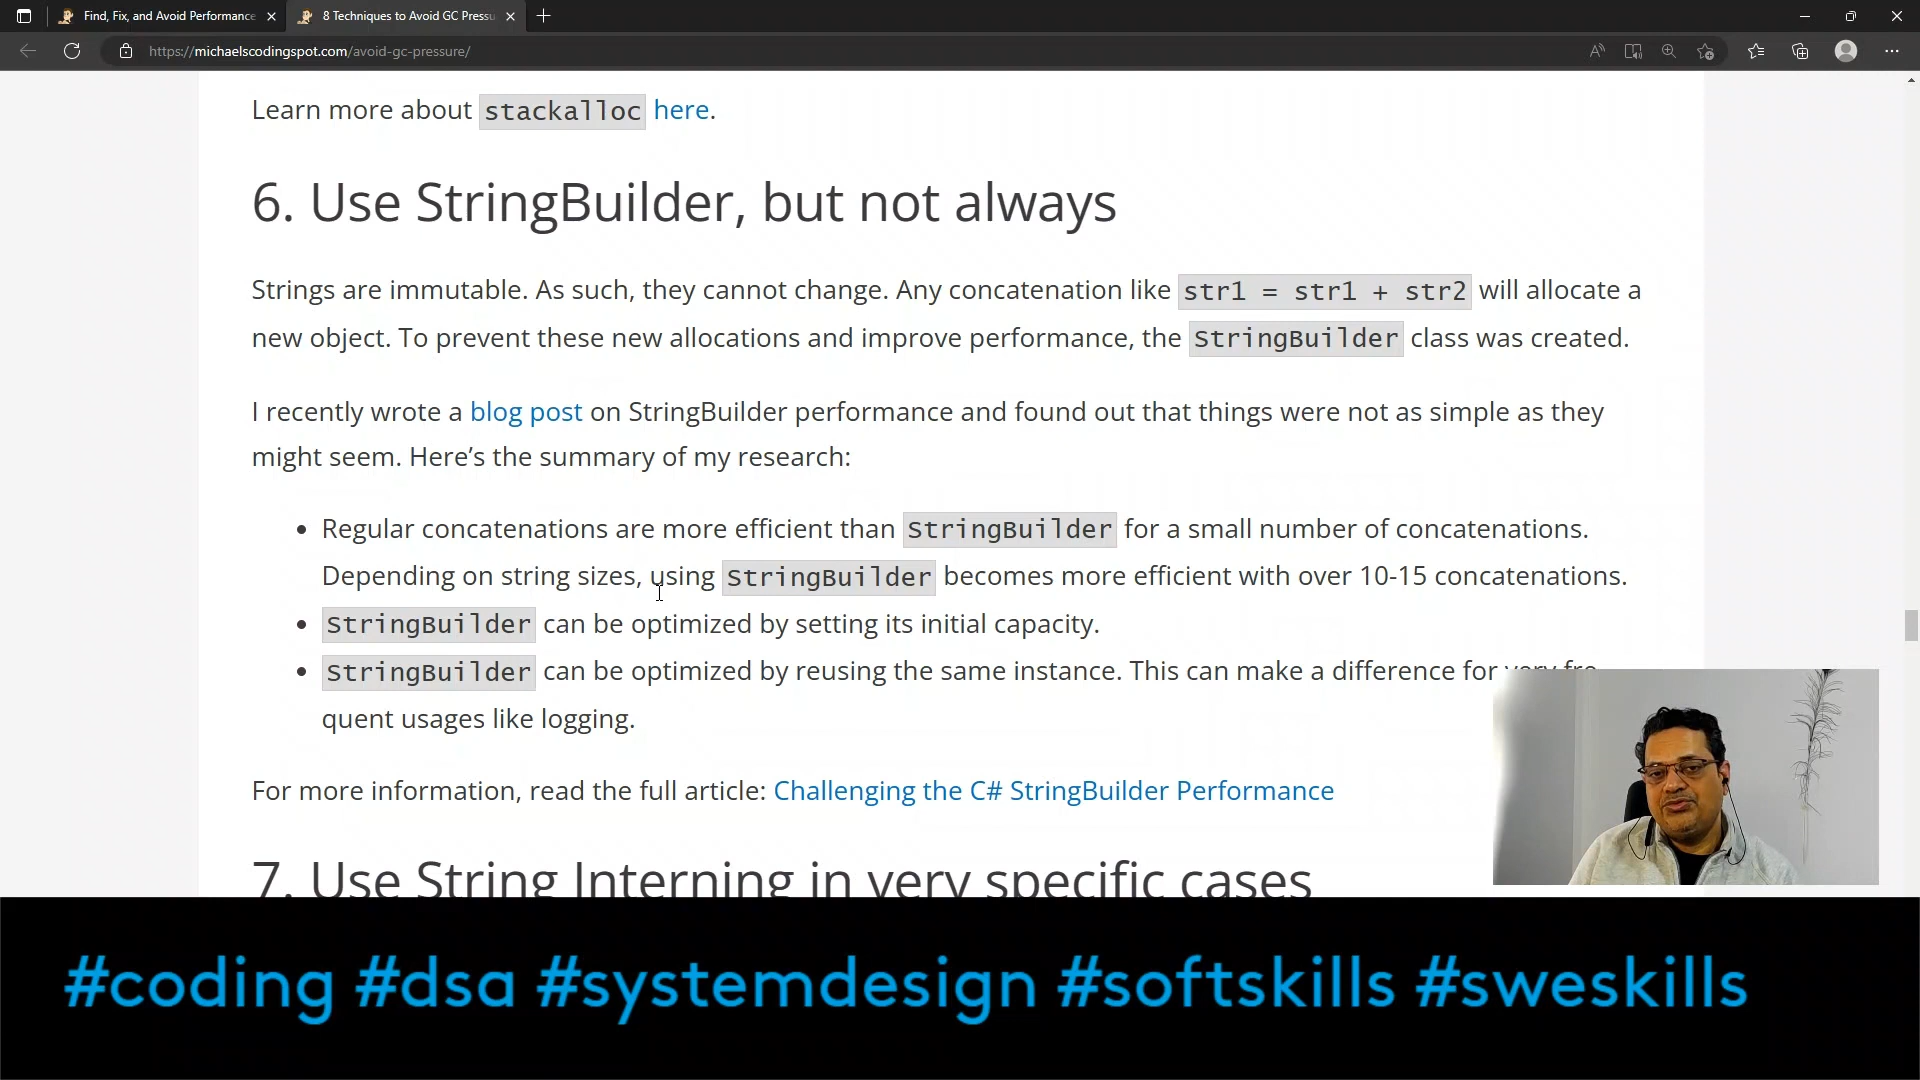 Find, Fix, and Avoid Performance
8 Techniques to Avoid GC Pressu
https://michaelscodingspot.com/avoid-gc-pressure/
Learn more about stackalloc here.
6. Use StringBuilder, but not always
Strings are immutable. As such, they cannot change. Any concatenation like str1 = str1 + str2 will allocate a
new object. To prevent these new allocations and improve performance, the StringBuilder class was created.
I recently wrote a blog post on StringBuilder performance and found out that things were not as simple as they
might seem. Here’s the summary of my research:
Regular concatenations are more efficient than StringBuilder for a small number of concatenations.
Depending on string sizes, using StringBuilder becomes more efficient with over 10-15 concatenations.
StringBuilder can be optimized by setting its initial capacity.
StringBuilder can be optimized by reusing the same instance. This can make a difference for very fre-
quent usages like logging.
For more information, read the full article: Challenging the C# StringBuilder Performance
7. Use String Interning in very specific cases
#coding #dsa #systemdesign #softskills #sweskills